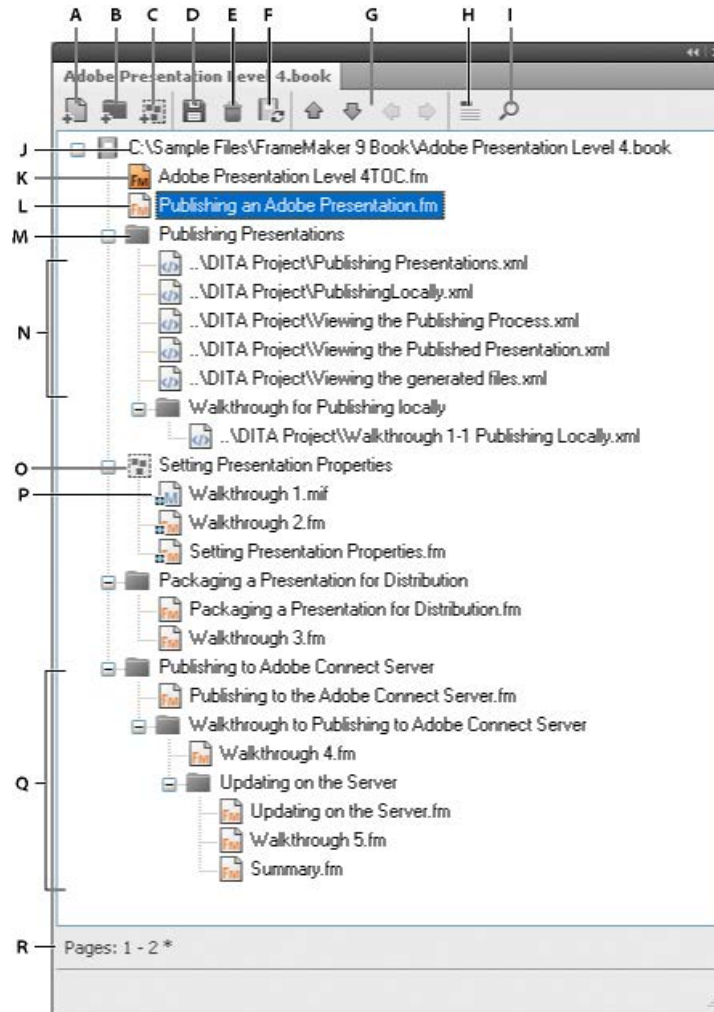 A B C D E F G H I
Adobe Presentation Level 4.book
J
C:\Sample Files\FrameMaker 9 Book\Adobe Presentation Level 4.book
K
Adobe Presentation Level 4TOC.fm
L
Publishing an Adobe Presentation.fm
M
Publishing Presentations
..\DITA Project\Publishing Presentations.xml
..\DITA Project\PublishingLocally.xml
N
..\DITA Project\Viewing the Publishing Process.xml
..\DITA Project\Viewing the Published Presentation.xml
..\DITA Project\Viewing the generated files.xml
Walkthrough for Publishing locally
..\DITA Project\Walkthrough 1-1 Publishing Locally.xml
O
Setting Presentation Properties
P
Walkthrough 1.mif
Walkthrough 2.fm
Setting Presentation Properties.fm
Packaging a Presentation for Distribution
Packaging a Presentation for Distribution.fm
Walkthrough 3.fm
Publishing to Adobe Connect Server
Publishing to the Adobe Connect Server.fm
Walkthrough to Publishing to Adobe Connect Server
Walkthrough 4.fm
Q
Updating on the Server
Updating on the Server.fm
Walkthrough 5.fm
Summary.fm
R
Pages: 1 - 2 *